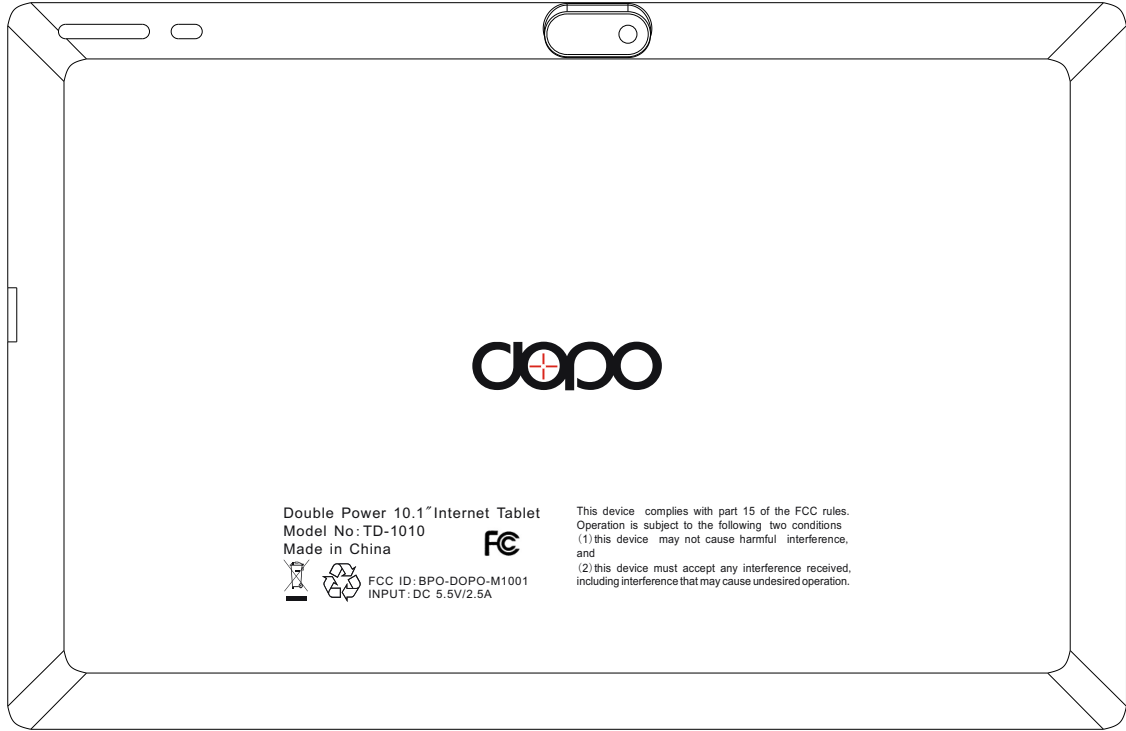 dopo
Double Power 10.1″Internet Tablet
Model No:TD-1010
Made in China
FC
FCC ID:BPO-DOPO-M1001
INPUT:DC 5.5V/2.5A
This device complies with part 15 of the FCC rules.
Operation is subject to the following two conditions
(1)this device may not cause harmful interference,
and
(2)this device must accept any interference received,
including interference that may cause undesired operation.